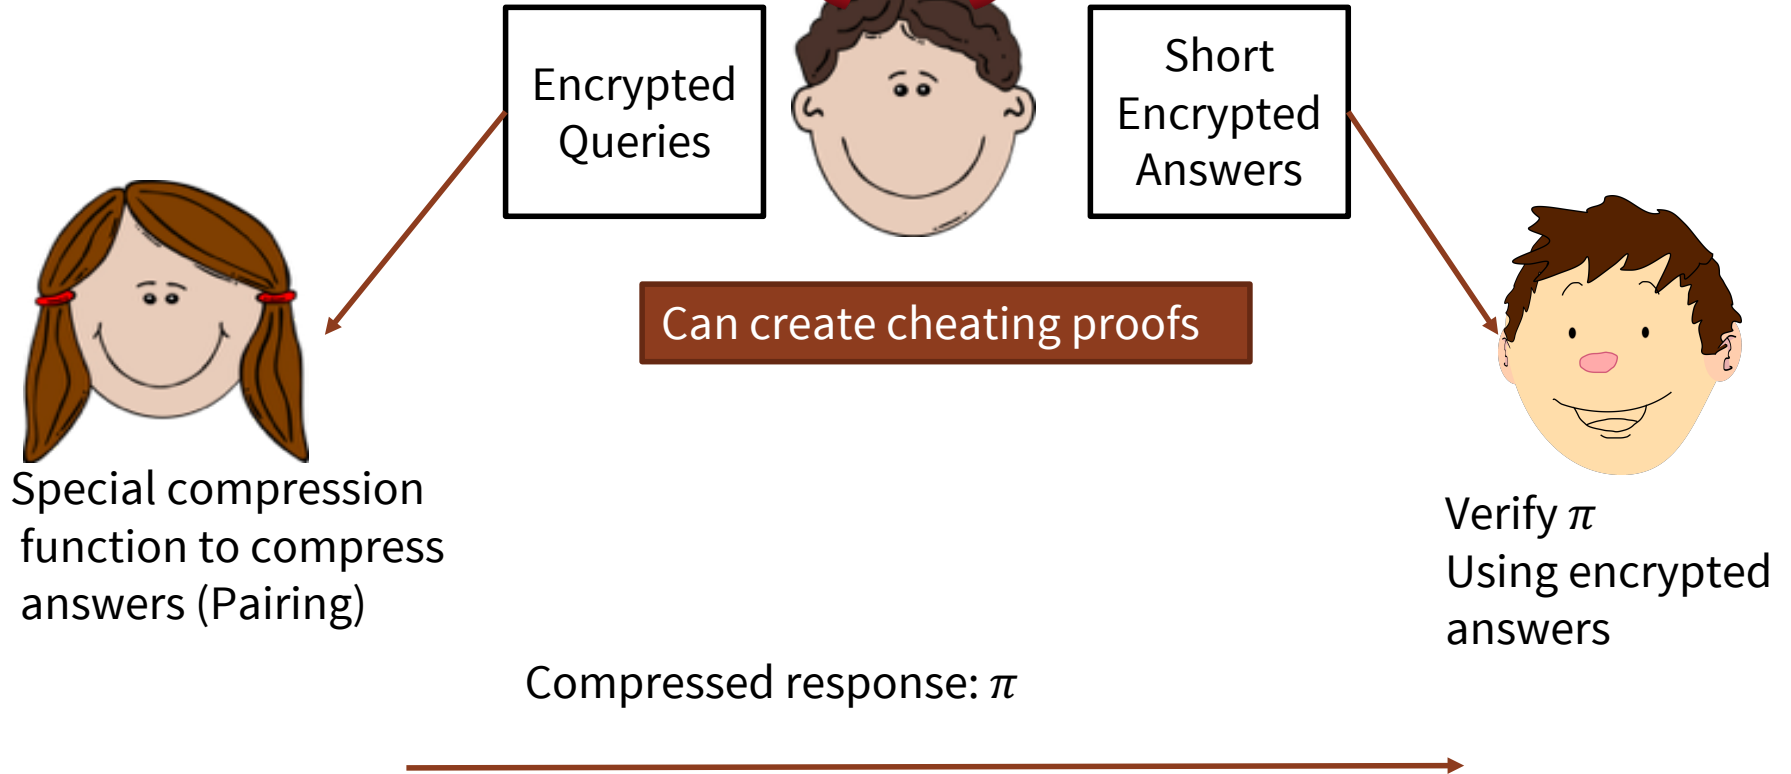 Encrypted
Queries
Short
Encrypted
Answers
Can create cheating proofs
Special compression
function to compress
answers (Pairing)
Verify π
Using encrypted
answers
Compressed response: π